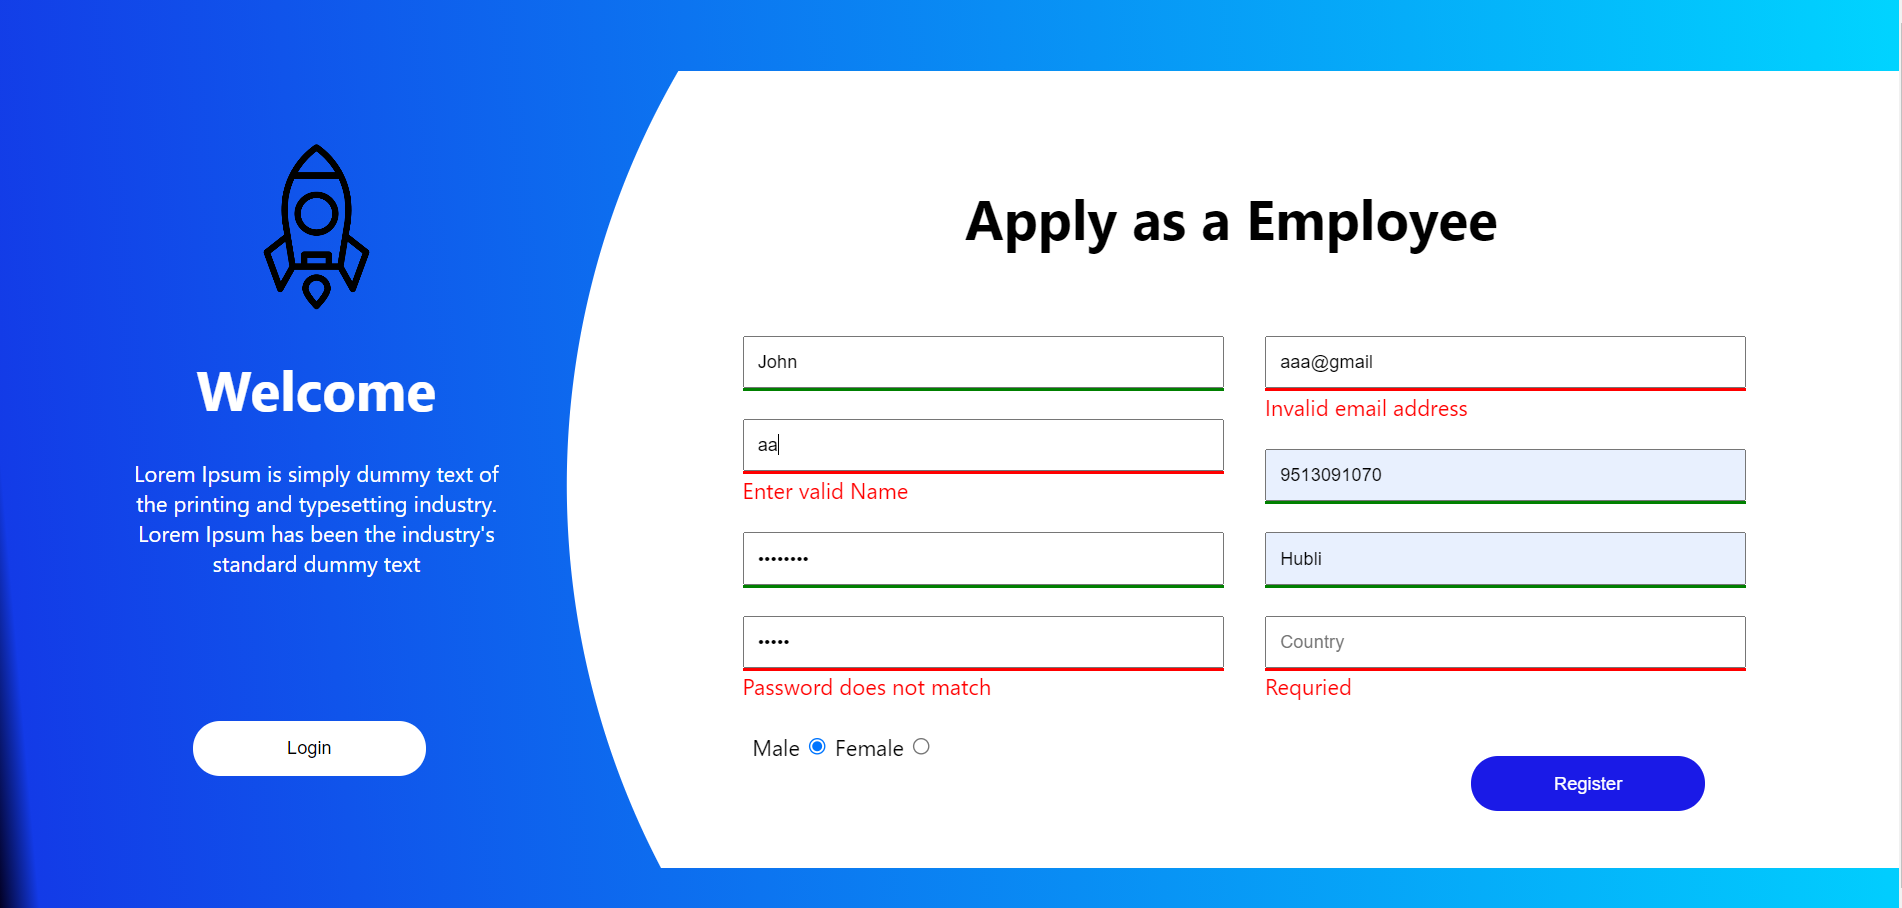 Welcome
Lorem Ipsum is simply dummy text of
the printing and typesetting industry.
Lorem Ipsum has been the industry's
standard dummy text
Login
Apply as a Employee
John
aa
Enter valid Name
••••••••
•••••
Password does not match
Male Female
aaa@gmail
Invalid email address
9513091070
Hubli
Country
Requried
Register